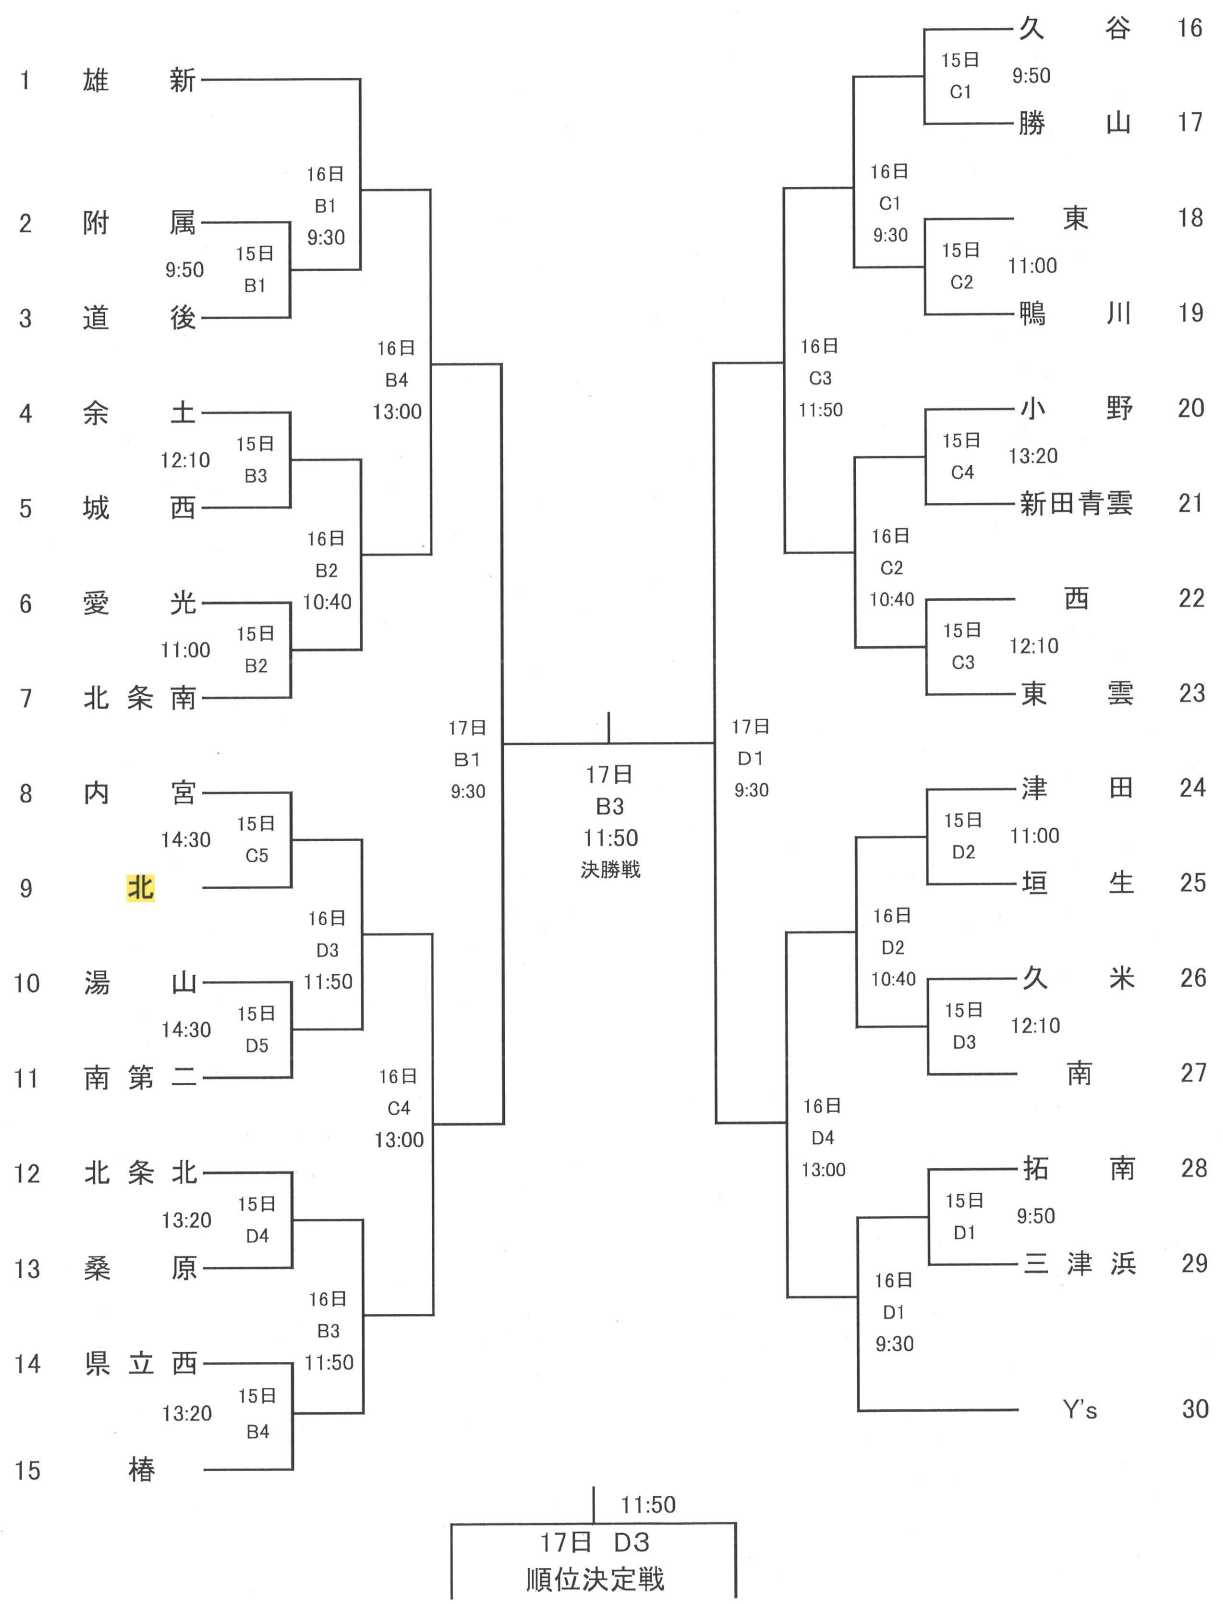 1 雄新
16日
B1
9:30
2 附属
9:50
15日
B1
3 道後
16日
B4
13:00
4 余土
12:10
15日
B3
5 城西
16日
B2
10:40
6 愛光
11:00
15日
B2
7 北条南
17日
B1
9:30
8 内宮
14:30
15日
C5
9 北
16日
D3
11:50
10 湯山
14:30
15日
D5
11 南第二
16日
C4
13:00
12 北条北
13:20
15日
D4
13 桑原
16日
B3
11:50
14 県立西
13:20
15日
B4
15 椿
17日
B3
11:50
決勝戦
久谷 16
15日
C1
9:50
勝山 17
16日
C1
9:30
東 18
15日
C2
11:00
鴨川 19
16日
C3
11:50
小野 20
15日
C4
13:20
新田青雲 21
16日
C2
10:40
西 22
15日
C3
12:10
東雲 23
17日
D1
9:30
津田 24
15日
D2
11:00
垣生 25
16日
D2
10:40
久米 26
15日
D3
12:10
南 27
16日
D4
13:00
拓南 28
15日
D1
9:50
三津浜 29
16日
D1
9:30
Y's 30
11:50
17日 D3
順位決定戦